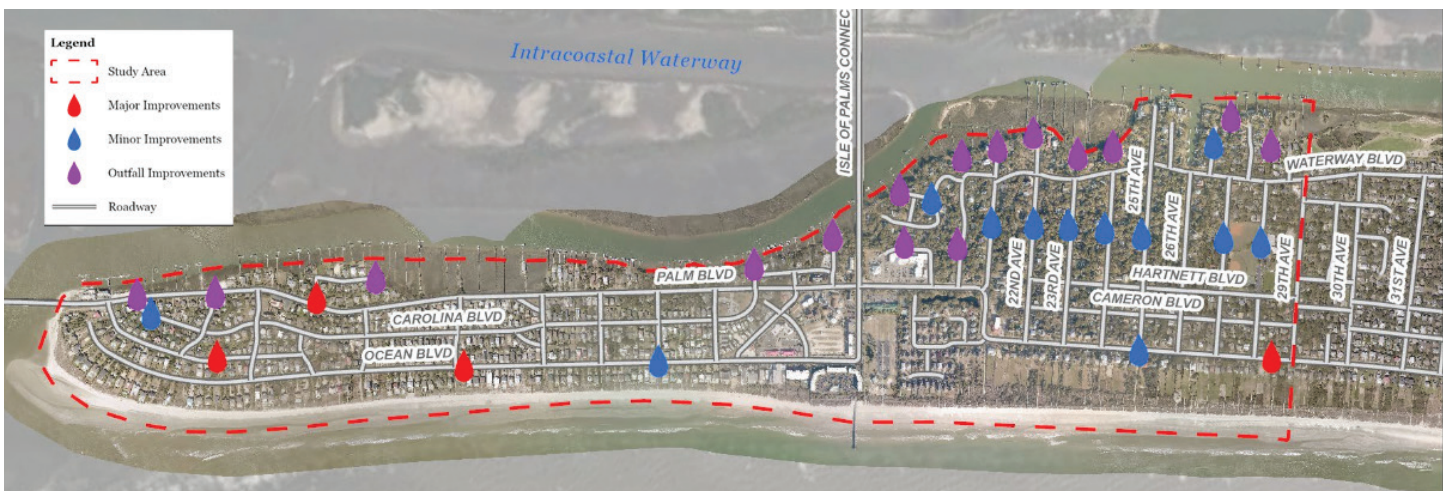 Legend
Study Area
Major Improvements
Minor Improvements
Outfall Improvements
Roadway
Intracoastal Waterway
ISLE OF PALMS CONNEC
WATERWAY BLVD
25TH AVE
26TH AVE
22ND AVE
23RD AVE
29TH AVE
30TH AVE
31ST AVE
PALM BLVD
HARTNETT BLVD
CAMERON BLVD
CAROLINA BLVD
OCEAN BLVD